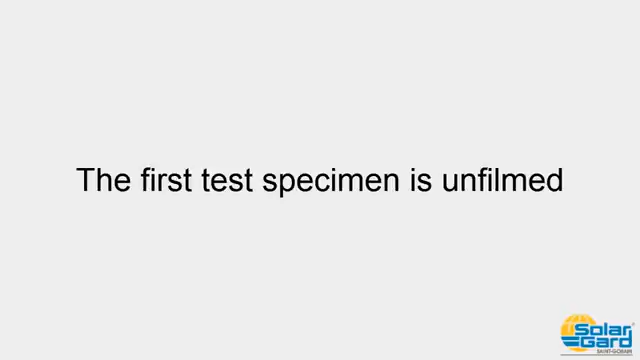 The first test specimen is unfilmed
Solar
Gard
SAINT-GOBAIN